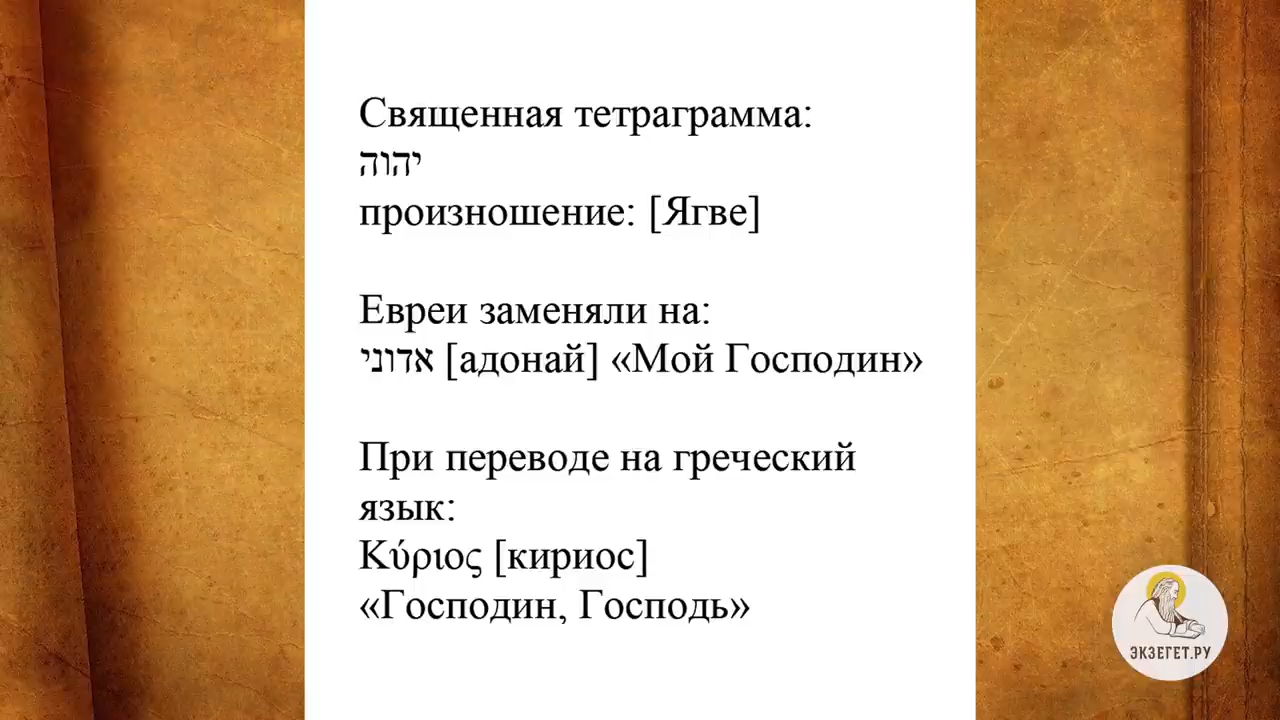 Священная тетраграмма:
יהוה
произношение: [Ягве]
Евреи заменяли на:
אדוני [адонай] «Мой Господин»
При переводе на греческий
язык:
Κύριος [кириос]
«Господин, Господь»
ЭКЗЕГЕТ.РУ